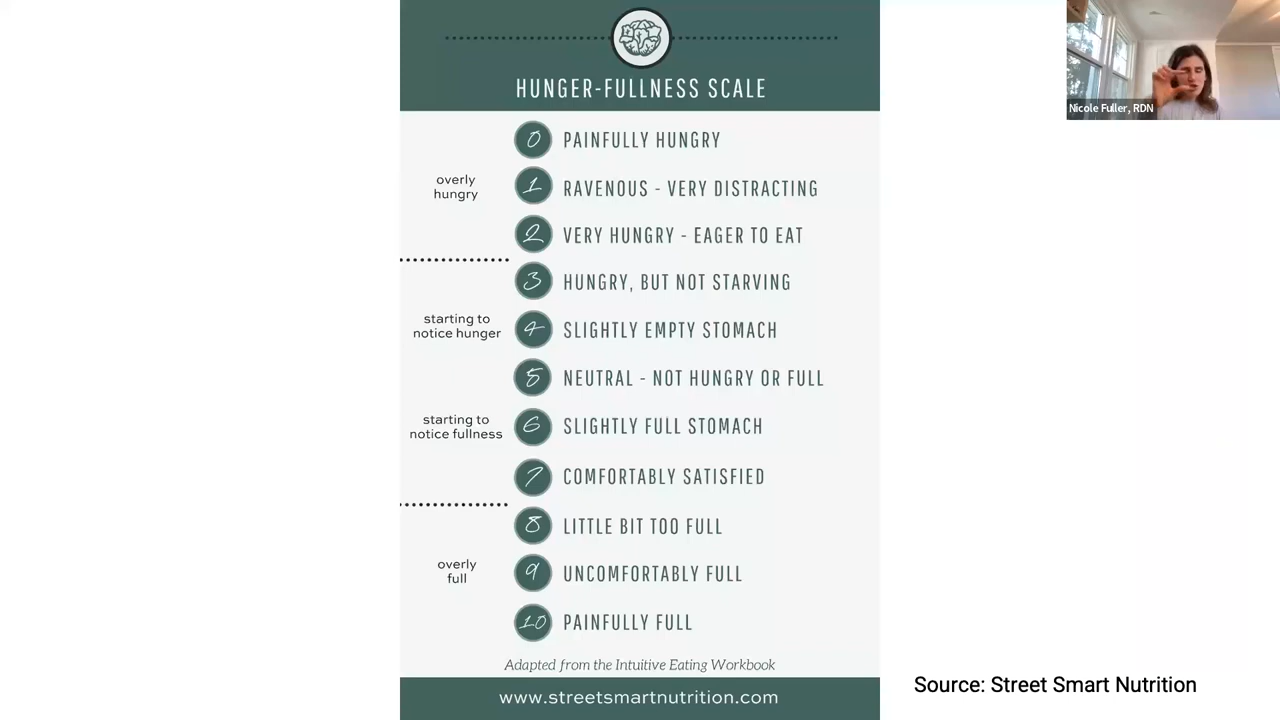 HUNGER-FULLNESS SCALE
Nicole Fuller, RDN
0 PAINFULLY HUNGRY
overly
hungry
1 RAVENOUS - VERY DISTRACTING
2 VERY HUNGRY - EAGER TO EAT
3 HUNGRY, BUT NOT STARVING
starting to
notice hunger
4 SLIGHTLY EMPTY STOMACH
5 NEUTRAL - NOT HUNGRY OR FULL
starting to
notice fullness
6 SLIGHTLY FULL STOMACH
7 COMFORTABLY SATISFIED
8 LITTLE BIT TOO FULL
overly
full
9 UNCOMFORTABLY FULL
10 PAINFULLY FULL
Adapted from the Intuitive Eating Workbook
www.streetsmartnutrition.com
Source: Street Smart Nutrition